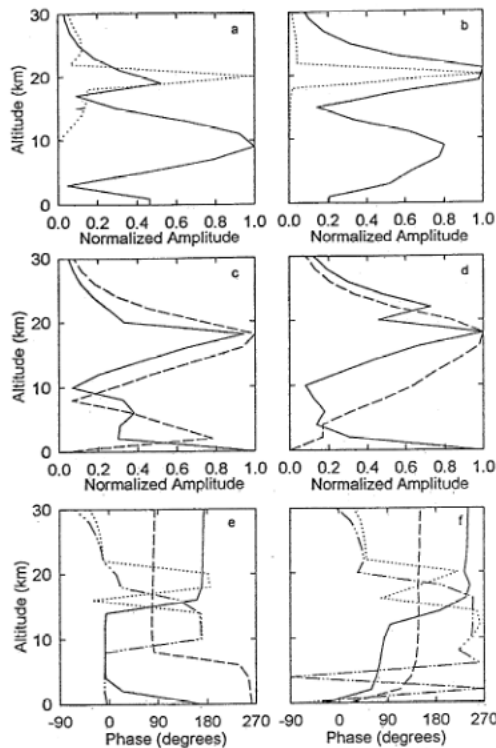 a
b
30
20
10
0
Altitude (km)
0.0 0.2 0.4 0.6 0.8 1.0
0.0 0.2 0.4 0.6 0.8 1.0
Normalized Amplitude
Normalized Amplitude
c
d
30
20
10
0
Altitude (km)
0.0 0.2 0.4 0.6 0.8 1.0
0.0 0.2 0.4 0.6 0.8 1.0
Normalized Amplitude
Normalized Amplitude
e
f
30
20
10
0
Altitude (km)
-90 0 90 180 270
-90 0 90 180 270
Phase (degrees)
Phase (degrees)